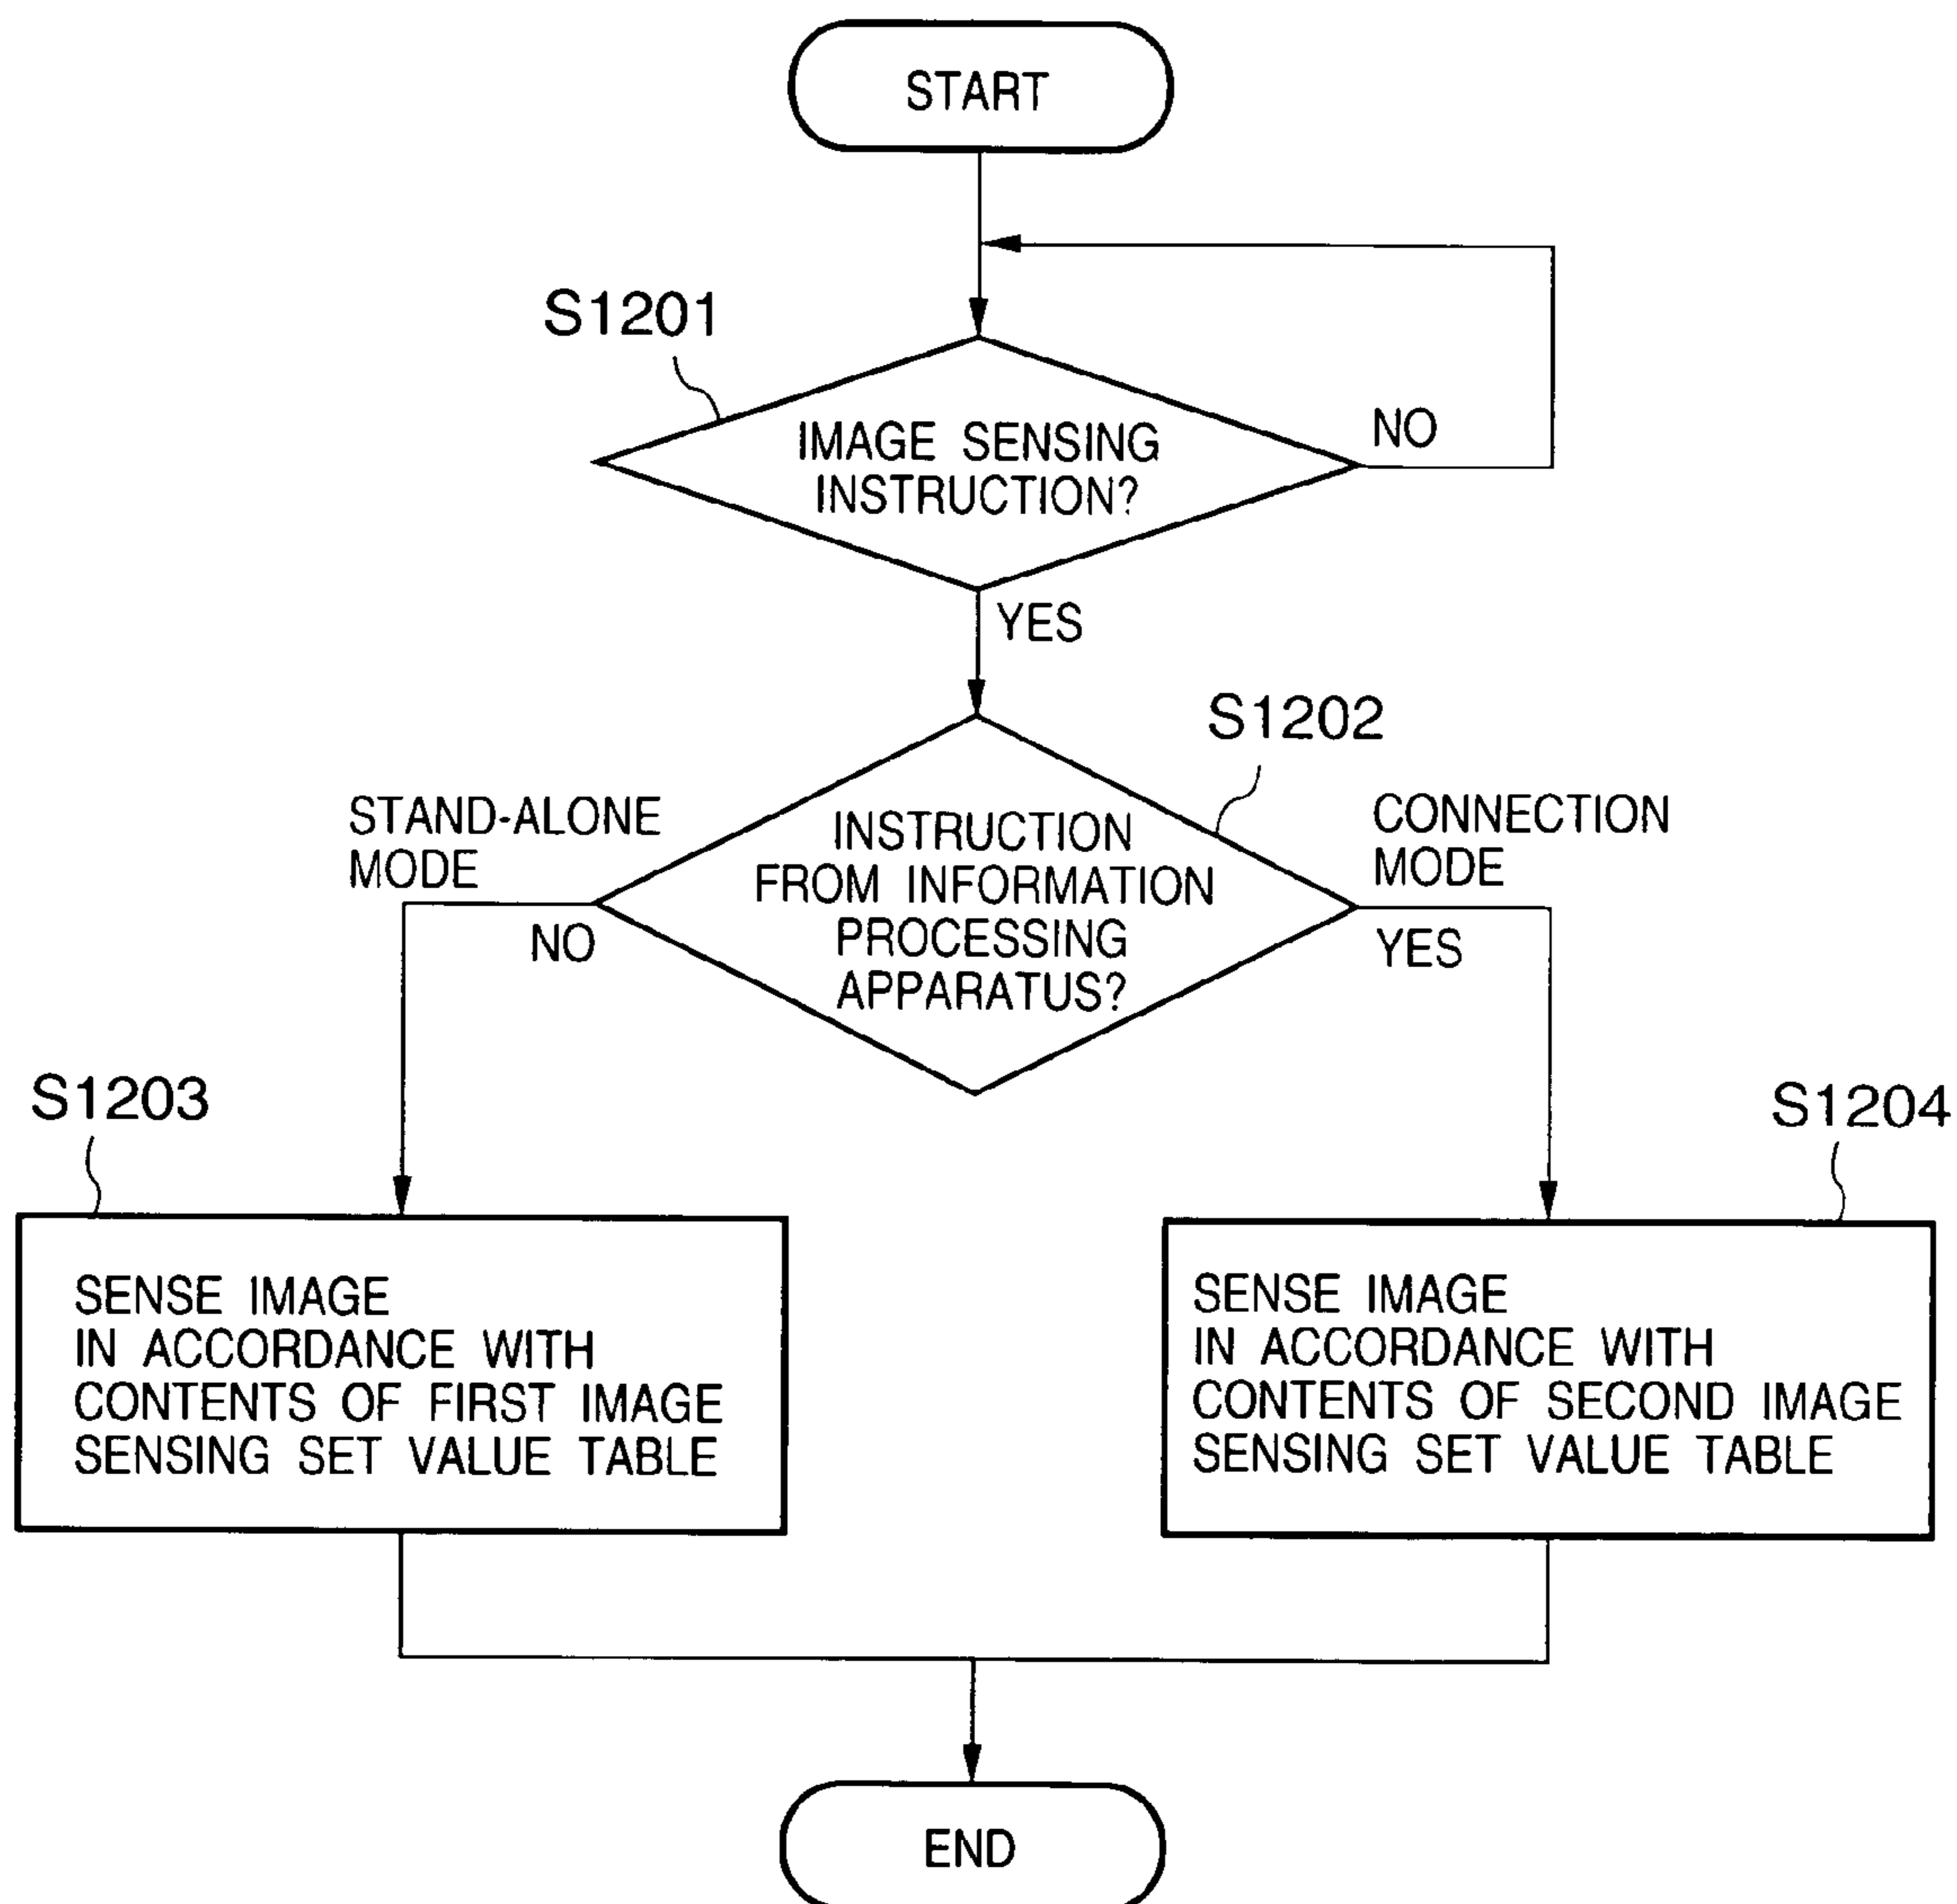 START
S1201
IMAGE SENSING
INSTRUCTION?
NO
YES
S1202
STAND-ALONE
MODE
NO
INSTRUCTION
FROM INFORMATION
PROCESSING
APPARATUS?
CONNECTION
MODE
YES
S1203
SENSE IMAGE
IN ACCORDANCE WITH
CONTENTS OF FIRST IMAGE
SENSING SET VALUE TABLE
S1204
SENSE IMAGE
IN ACCORDANCE WITH
CONTENTS OF SECOND IMAGE
SENSING SET VALUE TABLE
END